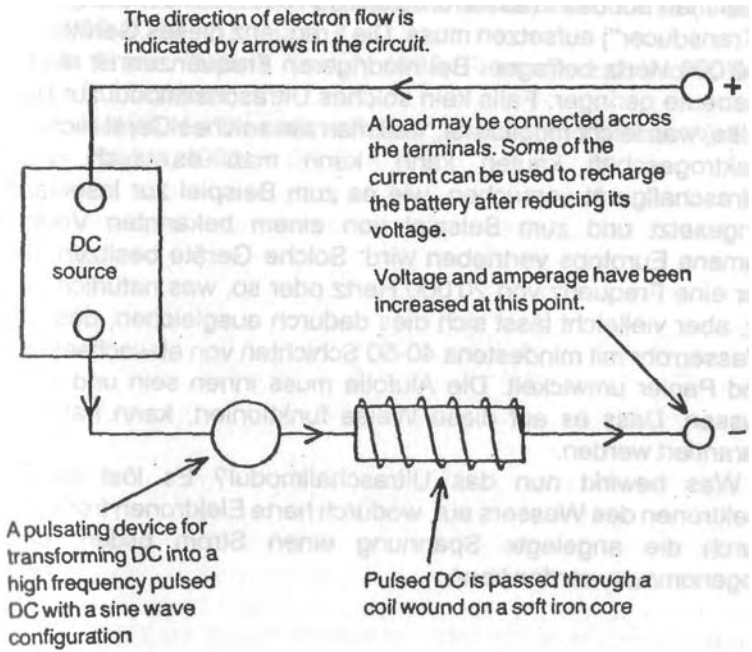 The direction of electron flow is
indicated by arrows in the circuit.
+
A load may be connected across
the terminals. Some of the
current can be used to recharge
the battery after reducing its
voltage.
DC
source
Voltage and amperage have been
increased at this point.
−
A pulsating device for
transforming DC into a
high frequency pulsed
DC with a sine wave
configuration
Pulsed DC is passed through a
coil wound on a soft iron core